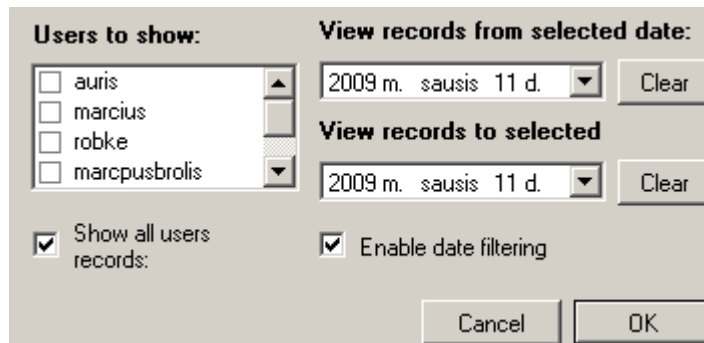 Users to show:
auris
marcius
robke
marcpusbrolis
Show all users
records:
View records from selected date:
2009 m. sausis 11 d.
Clear
View records to selected
2009 m. sausis 11 d.
Clear
Enable date filtering
Cancel
OK